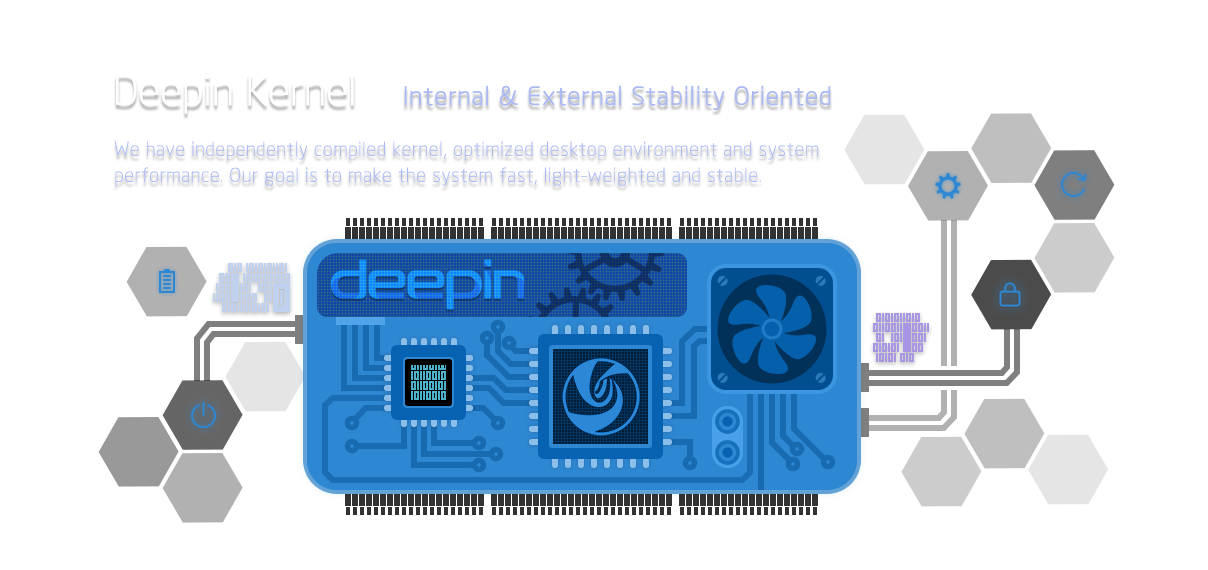 Deepin Kernel
Internal & External Stability Oriented
We have independently compiled kernel, optimized desktop environment and system
performance. Our goal is to make the system fast, light-weighted and stable.
deepin